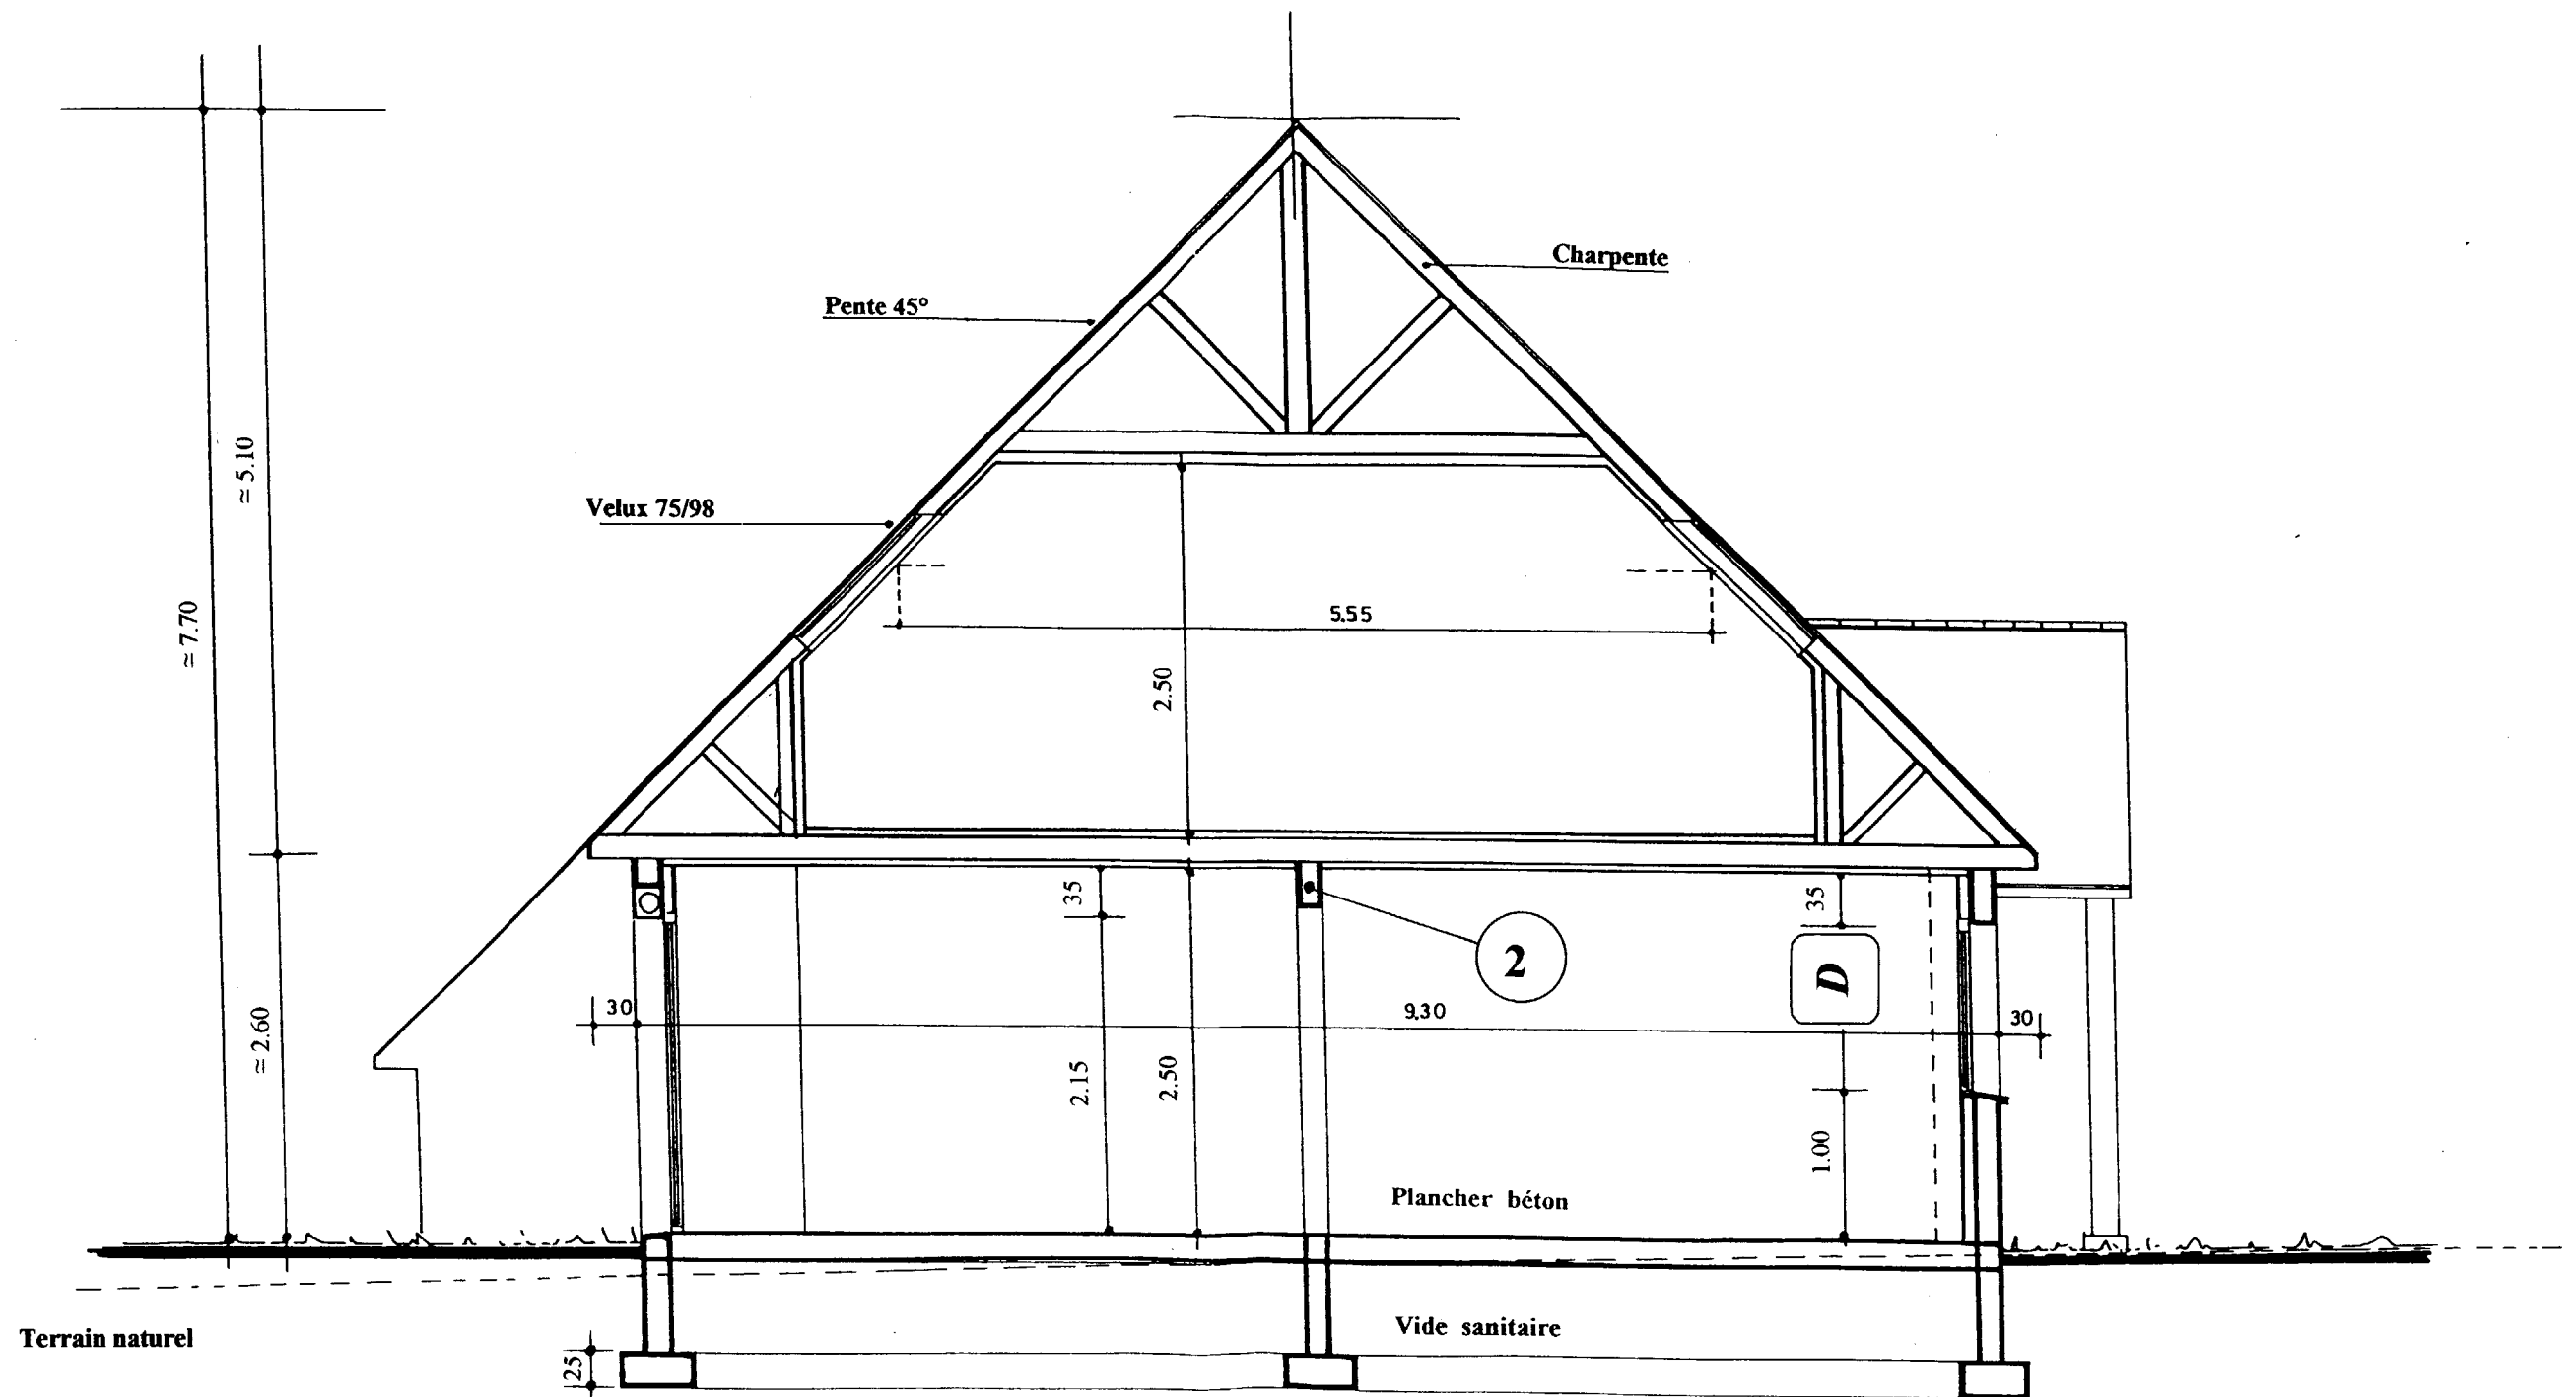 Charpente
Pente 45°
≃ 5.10
Velux 75/98
≃ 7.70
5.55
2.50
35
35
2
D
30
9.30
30
≃ 2.60
2.15
2.50
1.00
Plancher béton
Vide sanitaire
Terrain naturel
25